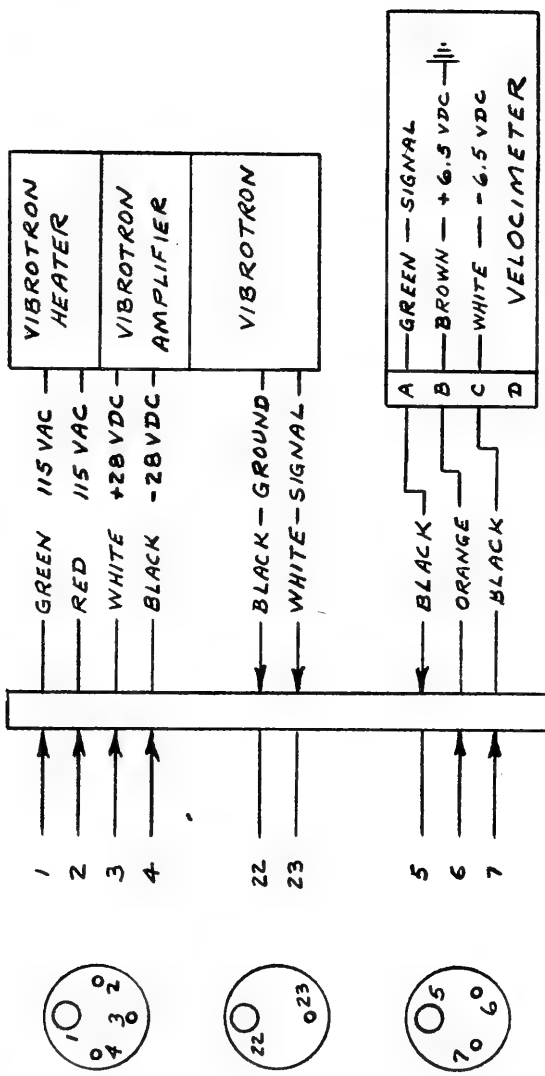 1 GREEN 115 VAC VIBROTRON
2 RED 115 VAC HEATER
3 WHITE +28 VDC VIBROTRON
4 BLACK -28 VDC AMPLIFIER
22 BLACK — GROUND VIBROTRON
23 WHITE — SIGNAL
5 BLACK A GREEN — SIGNAL
6 ORANGE B BROWN — +6.5 VDC
7 BLACK C WHITE — -6.5 VDC
D VELOCIMETER
1
2
3
4
22
23
5
6
7